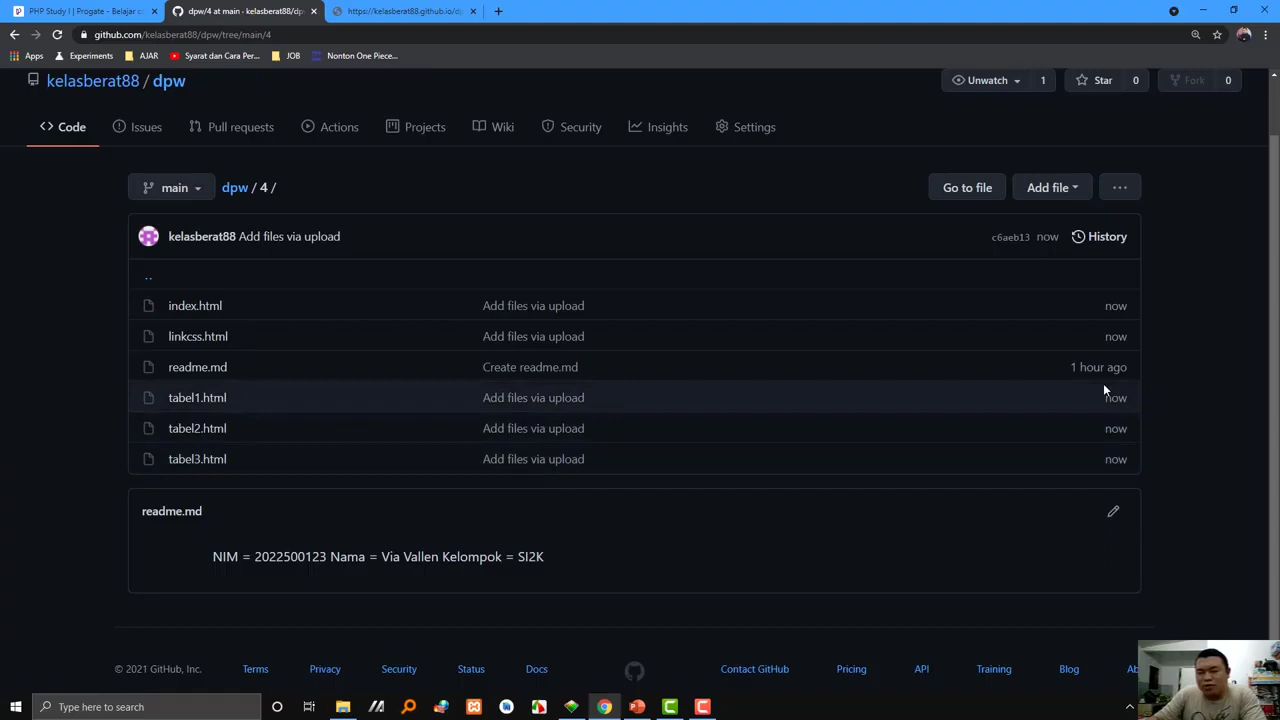 PHP Study I | Progate - Belajar c
dpw/4 at main · kelasberat88/dpw
https://kelasberat88.github.io/dp
github.com/kelasberat88/dpw/tree/main/4
Apps Experiments AJAR Syarat dan Cara Per... JOB Nonton One Piece...
kelasberat88 / dpw
Unwatch 1 Star 0 Fork 0
Code Issues Pull requests Actions Projects Wiki Security Insights Settings
main dpw / 4 / Go to file Add file ...
kelasberat88 Add files via upload c6aeb13 now History
..
index.html Add files via upload now
linkcss.html Add files via upload now
readme.md Create readme.md 1 hour ago
tabel1.html Add files via upload now
tabel2.html Add files via upload now
tabel3.html Add files via upload now
readme.md
NIM = 2022500123 Nama = Via Vallen Kelompok = SI2K
© 2021 GitHub, Inc. Terms Privacy Security Status Docs Contact GitHub Pricing API Training Blog Ab
Type here to search